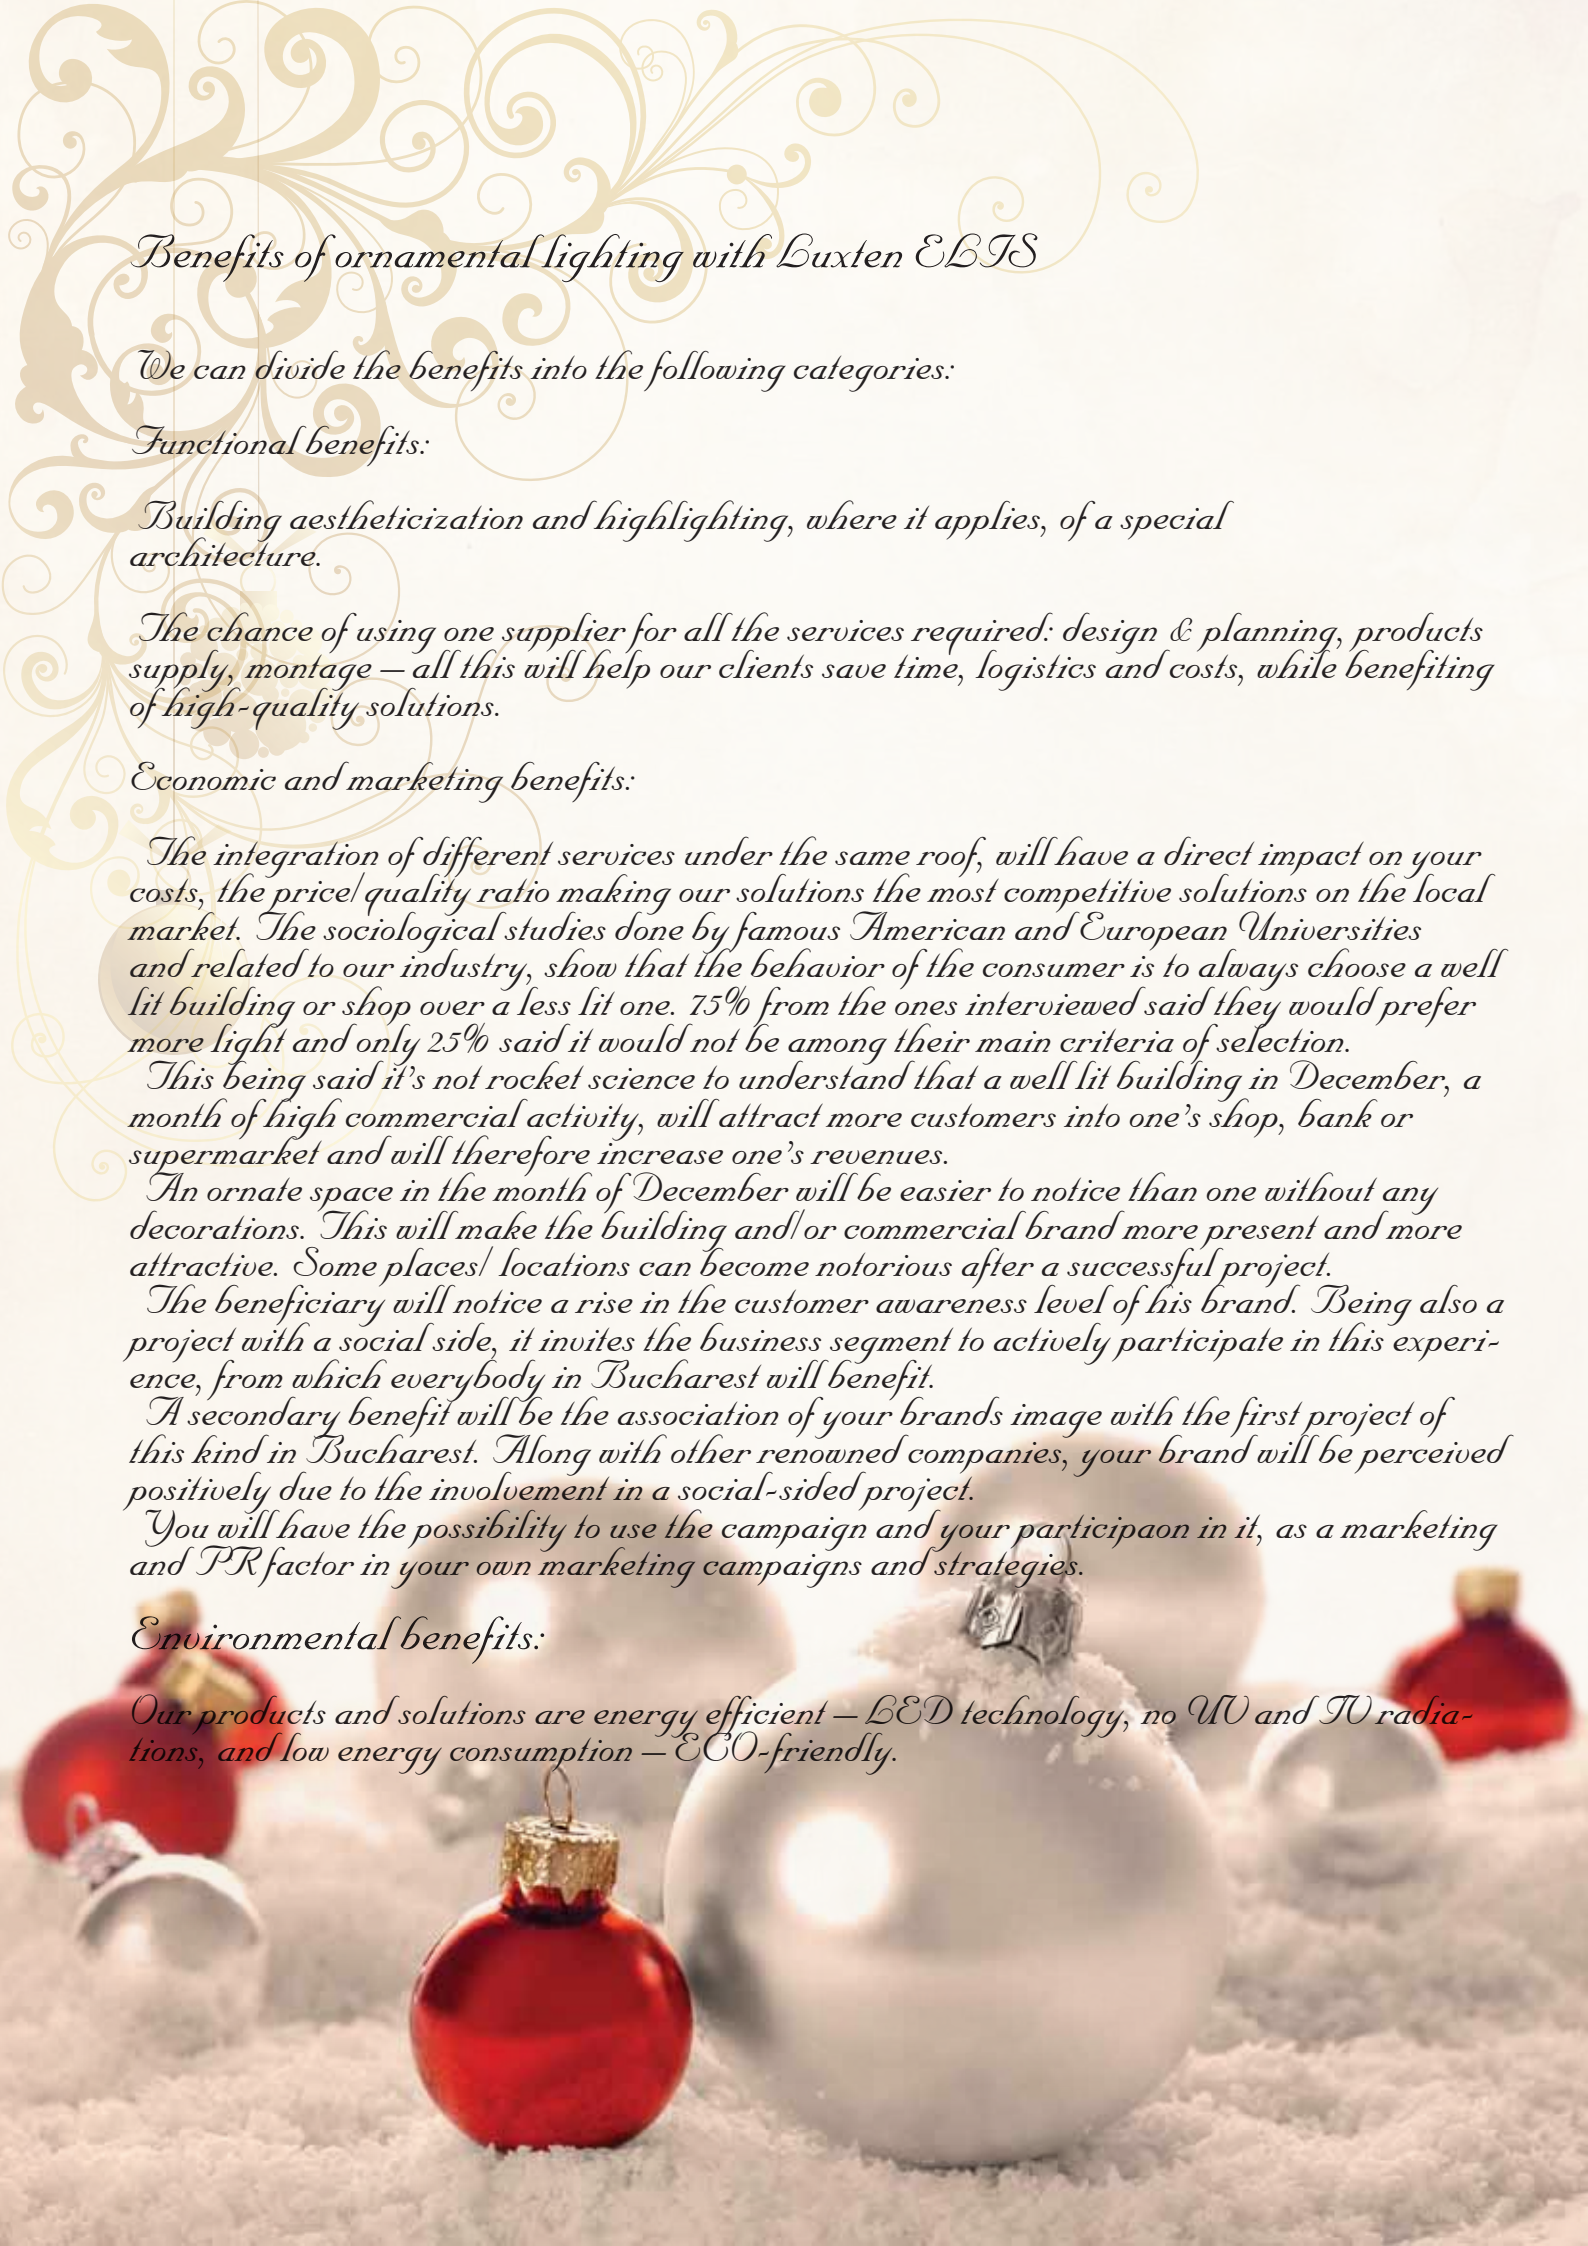 Benefits of ornamental lighting with Luxten ELIS
We can divide the benefits into the following categories:
Functional benefits:
Building aestheticization and highlighting, where it applies, of a special
architecture.
The chance of using one supplier for all the services required: design & planning, products
supply, montage – all this will help our clients save time, logistics and costs, while benefiting
of high-quality solutions.
Economic and marketing benefits:
The integration of different services under the same roof, will have a direct impact on your
costs, the price/quality ratio making our solutions the most competitive solutions on the local
market. The sociological studies done by famous American and European Universities
and related to our industry, show that the behavior of the consumer is to always choose a well
lit building or shop over a less lit one. 75% from the ones interviewed said they would prefer
more light and only 25% said it would not be among their main criteria of selection.
This being said it's not rocket science to understand that a well lit building in December, a
month of high commercial activity, will attract more customers into one's shop, bank or
supermarket and will therefore increase one's revenues.
An ornate space in the month of December will be easier to notice than one without any
decorations. This will make the building and/or commercial brand more present and more
attractive. Some places/ locations can become notorious after a successful project.
The beneficiary will notice a rise in the customer awareness level of his brand. Being also a
project with a social side, it invites the business segment to actively participate in this experi-
ence, from which everybody in Bucharest will benefit.
A secondary benefit will be the association of your brands image with the first project of
this kind in Bucharest. Along with other renowned companies, your brand will be perceived
positively due to the involvement in a social-sided project.
You will have the possibility to use the campaign and your participaon in it, as a marketing
and PR factor in your own marketing campaigns and strategies.
Environmental benefits:
Our products and solutions are energy efficient – LED technology, no UV and IV radia-
tions, and low energy consumption – ECO-friendly.